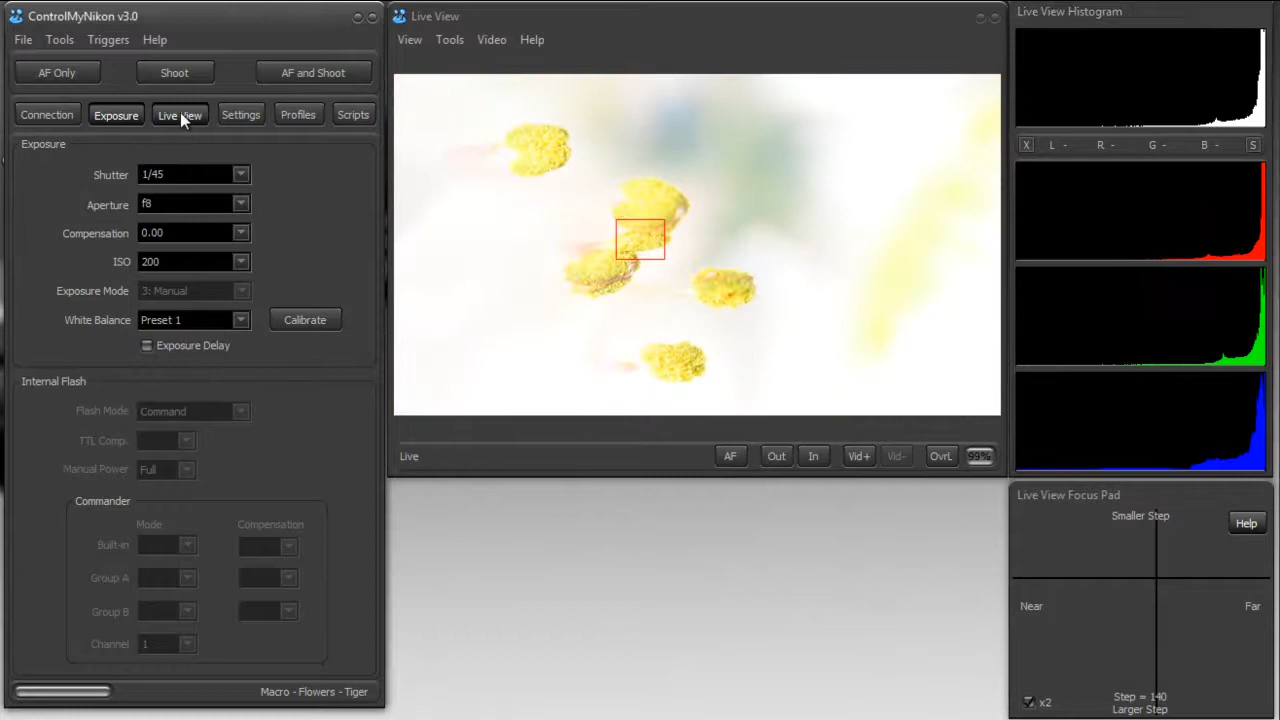 ControlMyNikon v3.0
File Tools Triggers Help
AF Only Shoot AF and Shoot
Connection Exposure Live View Settings Profiles Scripts
Exposure
Shutter 1/45
Aperture f8
Compensation 0.00
ISO 200
Exposure Mode 3: Manual
White Balance Preset 1 Calibrate
Exposure Delay
Internal Flash
Flash Mode Command
TTL Comp.
Manual Power Full
Commander
Mode Compensation
Built-in
Group A
Group B
Channel 1
Macro - Flowers - Tiger
Live View
View Tools Video Help
Live AF Out In Vid+ Vid- OvrL 99%
Live View Histogram
X L - R - G - B - S
Live View Focus Pad
Smaller Step
Help
Near Far
x2
Step = 140
Larger Step